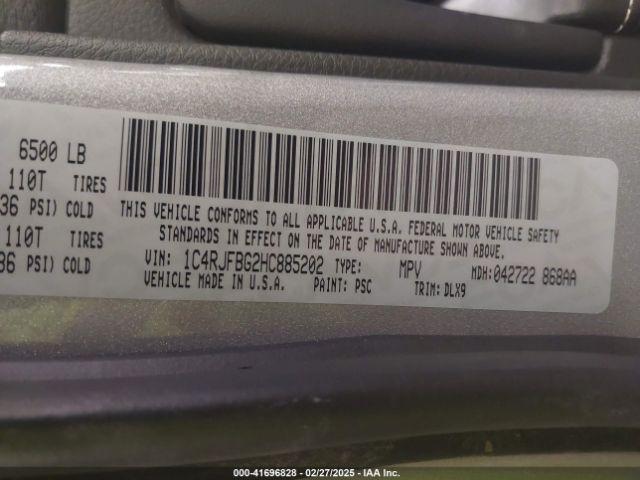 6500 LB
110T TIRES
36 PSI) COLD
110T TIRES
36 PSI) COLD
THIS VEHICLE CONFORMS TO ALL APPLICABLE U.S.A. FEDERAL MOTOR VEHICLE SAFETY
STANDARDS IN EFFECT ON THE DATE OF MANUFACTURE SHOWN ABOVE.
VIN: 1C4RJFBG2HC885202 TYPE: MPV MDH: 042722 868AA
VEHICLE MADE IN U.S.A. PAINT: PSC TRIM: DLX9
000-41696828 - 02/27/2025 - IAA Inc.